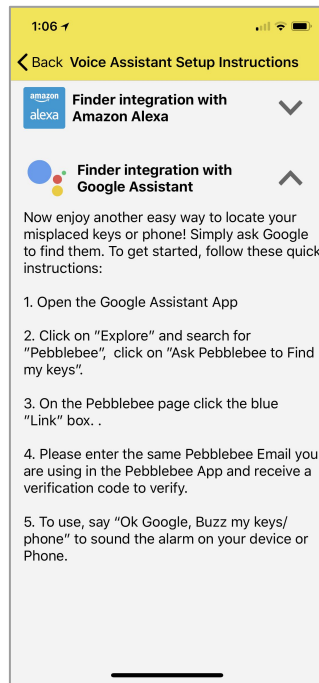 1:06
Back Voice Assistant Setup Instructions
amazon
alexa
Finder integration with
Amazon Alexa
Finder integration with
Google Assistant
Now enjoy another easy way to locate your
misplaced keys or phone! Simply ask Google
to find them. To get started, follow these quick
instructions:
1. Open the Google Assistant App
2. Click on "Explore" and search for
"Pebblebee",  click on "Ask Pebblebee to Find
my keys".
3. On the Pebblebee page click the blue
"Link" box. .
4. Please enter the same Pebblebee Email you
are using in the Pebblebee App and receive a
verification code to verify.
5. To use, say “Ok Google, Buzz my keys/
phone” to sound the alarm on your device or
Phone.